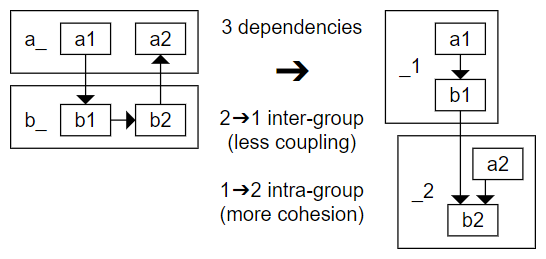 a_ a1 a2
b_ b1 b2
3 dependencies
➔
2➔1 inter-group
(less coupling)
1➔2 intra-group
(more cohesion)
_1
a1
b1
_2
a2
b2